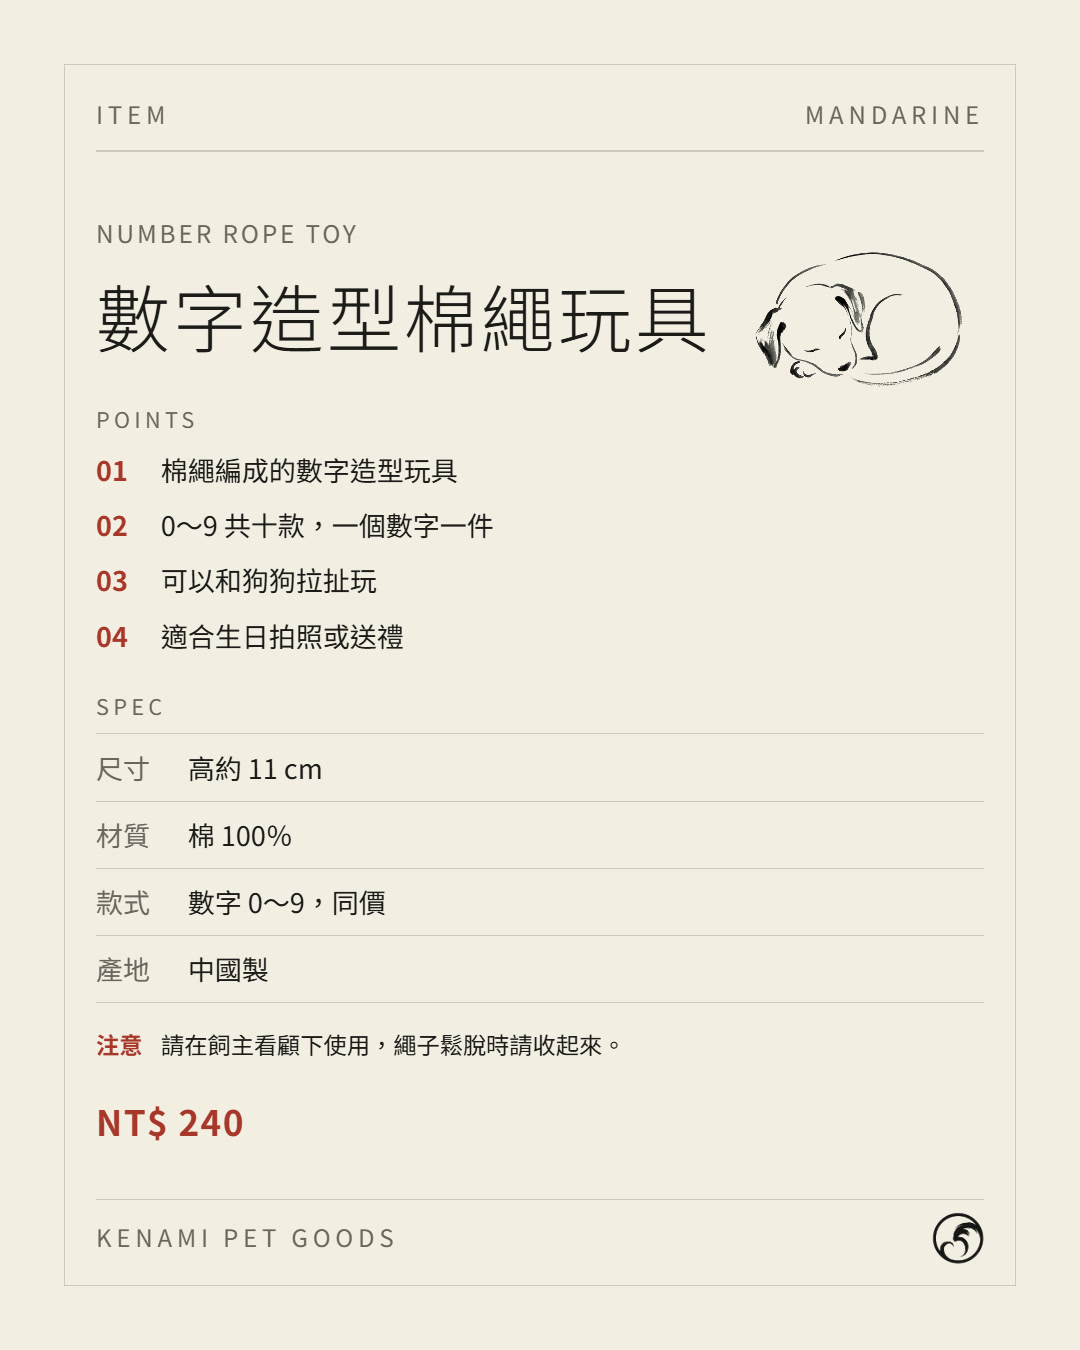 ITEM MANDARINE
NUMBER ROPE TOY
數字造型棉繩玩具
POINTS
01 棉繩編成的數字造型玩具
02 0～9 共十款，一個數字一件
03 可以和狗狗拉扯玩
04 適合生日拍照或送禮
SPEC
尺寸 高約 11 cm
材質 棉 100%
款式 數字 0～9，同價
產地 中國製
注意 請在飼主看顧下使用，繩子鬆脫時請收起來。
NT$ 240
KENAMI PET GOODS